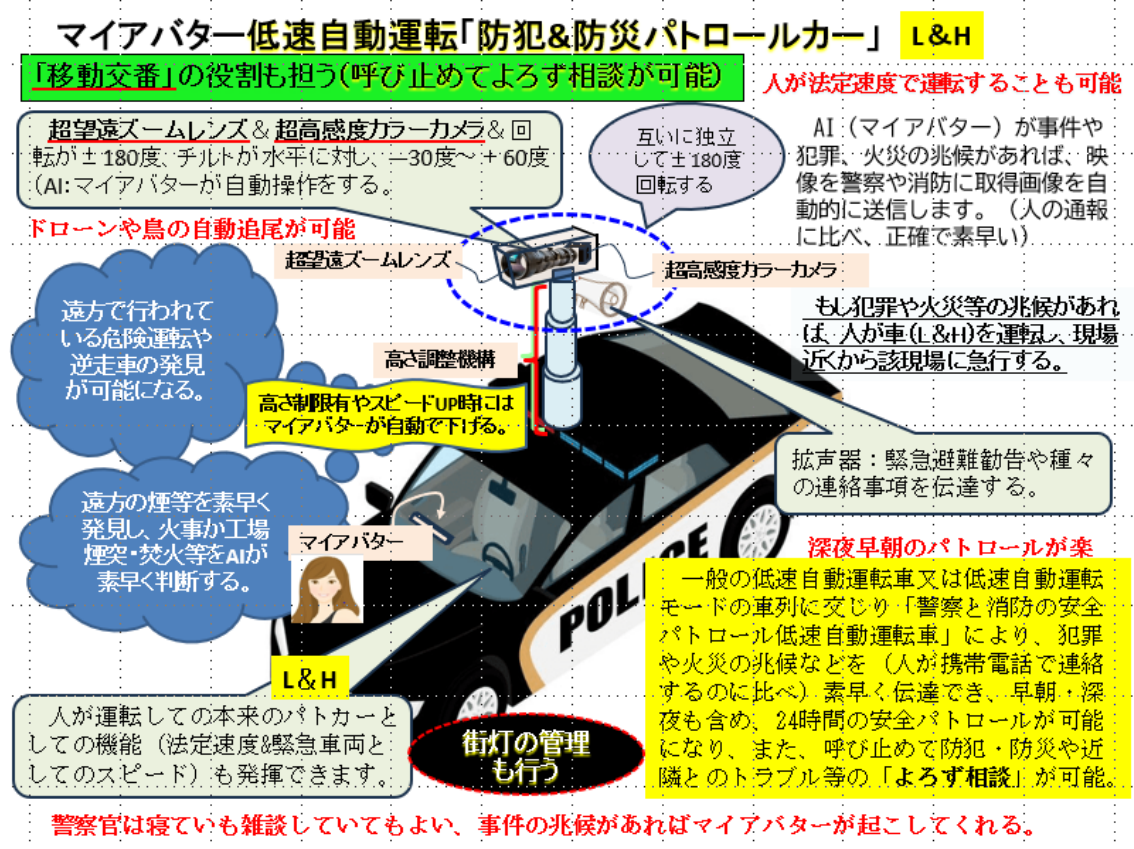 マイアバター低速自動運転「防犯&防災パトロールカー」 L&H
「移動交番」の役割も担う(呼び止めてよろず相談が可能)
人が法定速度で運転することも可能
超望遠ズームレンズ&超高感度カラーカメラ&回
転が±180度、チルトが水平に対し、―30度~+60度
(AI:マイアバターが自動操作をする。
互いに独立
して±180度
回転する
AI(マイアバター)が事件や
犯罪、火災の兆候があれば、映
像を警察や消防に取得画像を自
動的に送信します。(人の通報
に比べ、正確で素早い)
ドローンや鳥の自動追尾が可能
超望遠ズームレンズ
超高感度カラーカメラ
遠方で行われて
いる危険運転や
逆走車の発見
が可能になる。
もし犯罪や火災等の兆候があれ
ば、人が車(L&H)を運転し、現場
近くから該現場に急行する。
高さ調整機構
高さ制限有やスピードUP時には
マイアバターが自動で下げる。
拡声器:緊急避難勧告や種々
の連絡事項を伝達する。
遠方の煙等を素早く
発見し、火事か工場
煙突・焚火等をAIが
素早く判断する。
マイアバター
深夜早朝のパトロールが楽
一般の低速自動運転車又は低速自動運転
モードの車列に交じり「警察と消防の安全
パトロール低速自動運転車」により、犯罪
や火災の兆候などを(人が携帯電話で連絡
するのに比べ)素早く伝達でき、早朝・深
夜も含め、24時間の安全パトロールが可能
になり、また、呼び止めて防犯・防災や近
隣とのトラブル等の「よろず相談」が可能。
POLICE
L&H
人が運転しての本来のパトカーと
しての機能(法定速度&緊急車両と
してのスピード)も発揮できます。
街灯の管理
も行う
警察官は寝ていも雑談していてもよい、事件の兆候があればマイアバターが起こしてくれる。